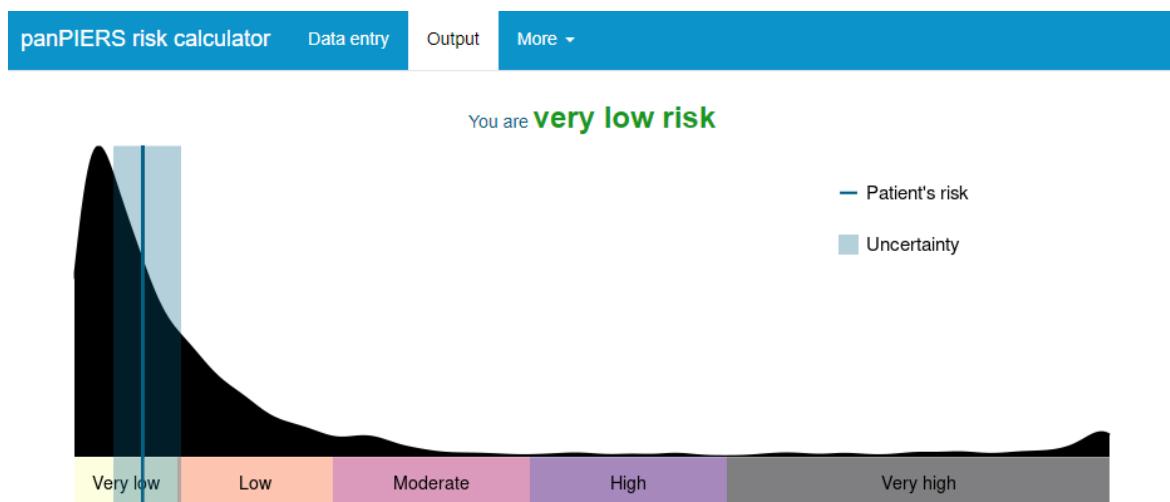 panPIERS risk calculator Data entry Output More
You are very low risk
Patient's risk
Uncertainty
Very low Low Moderate High Very high